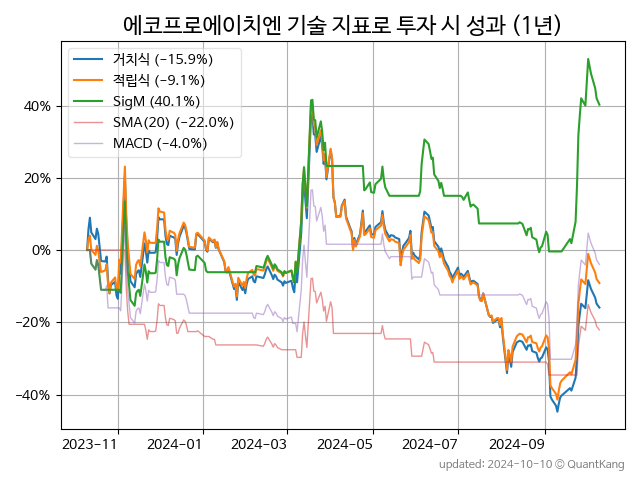 에코프로에이치엔 기술 지표로 투자 시 성과 (1년)
거치식 (−15.9%)
적립식 (−9.1%)
SigM (40.1%)
SMA(20) (−22.0%)
MACD (−4.0%)
40%
20%
0%
−20%
−40%
2023-11 2024-01 2024-03 2024-05 2024-07 2024-09
updated: 2024-10-10 © QuantKang